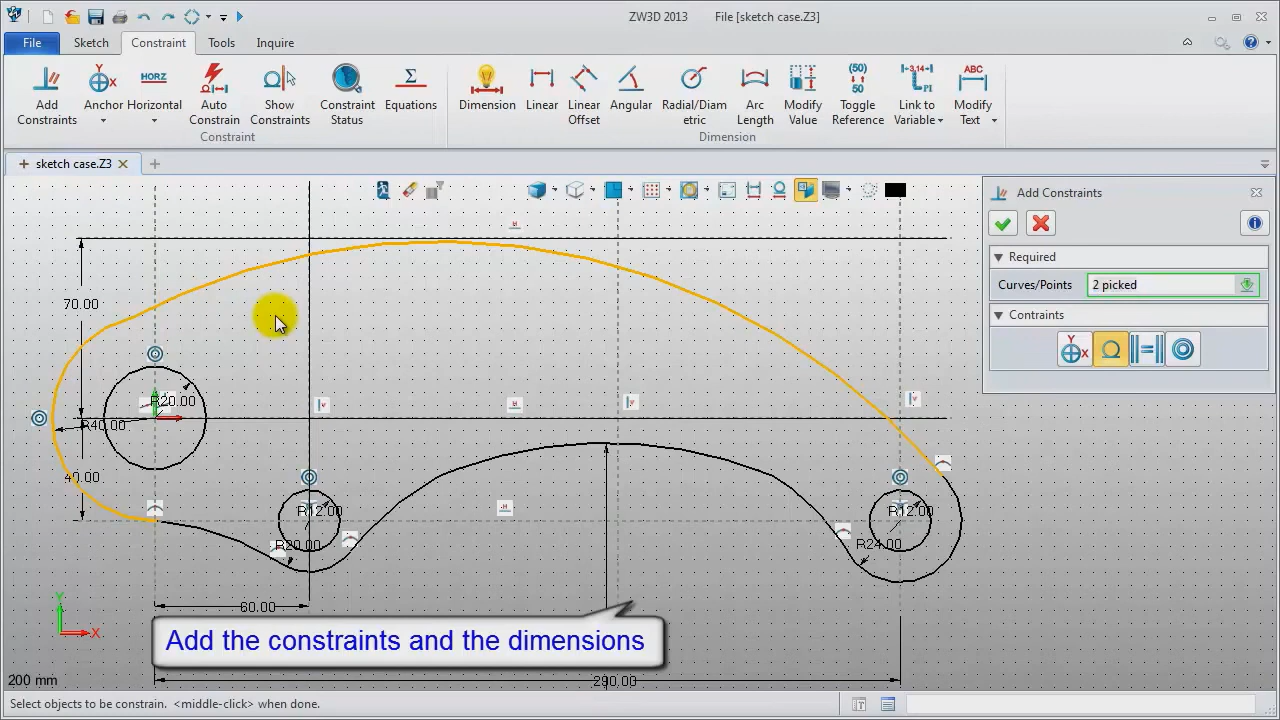 ZW3D 2013 File [sketch case.Z3]
File Sketch Constraint Tools Inquire
Add Constraints
Anchor
HORZ Horizontal
Auto Constrain
Show Constraints
Constraint Status
Σ Equations
Constraint
Dimension
Linear
Linear Offset
Angular
Radial/Diam etric
Arc Length
Modify Value
(50) 50 Toggle Reference
3,14 PI Link to Variable
ABC Modify Text
Dimension
sketch case.Z3
Add Constraints
Required
Curves/Points 2 picked
Contraints
Y X
70.00
R20.00
R40.00
40.00
R12.00
R20.00
R12.00
R24.00
60.00
Y
X
Add the constraints and the dimensions
200 mm
290.00
Select objects to be constrain. <middle-click> when done.